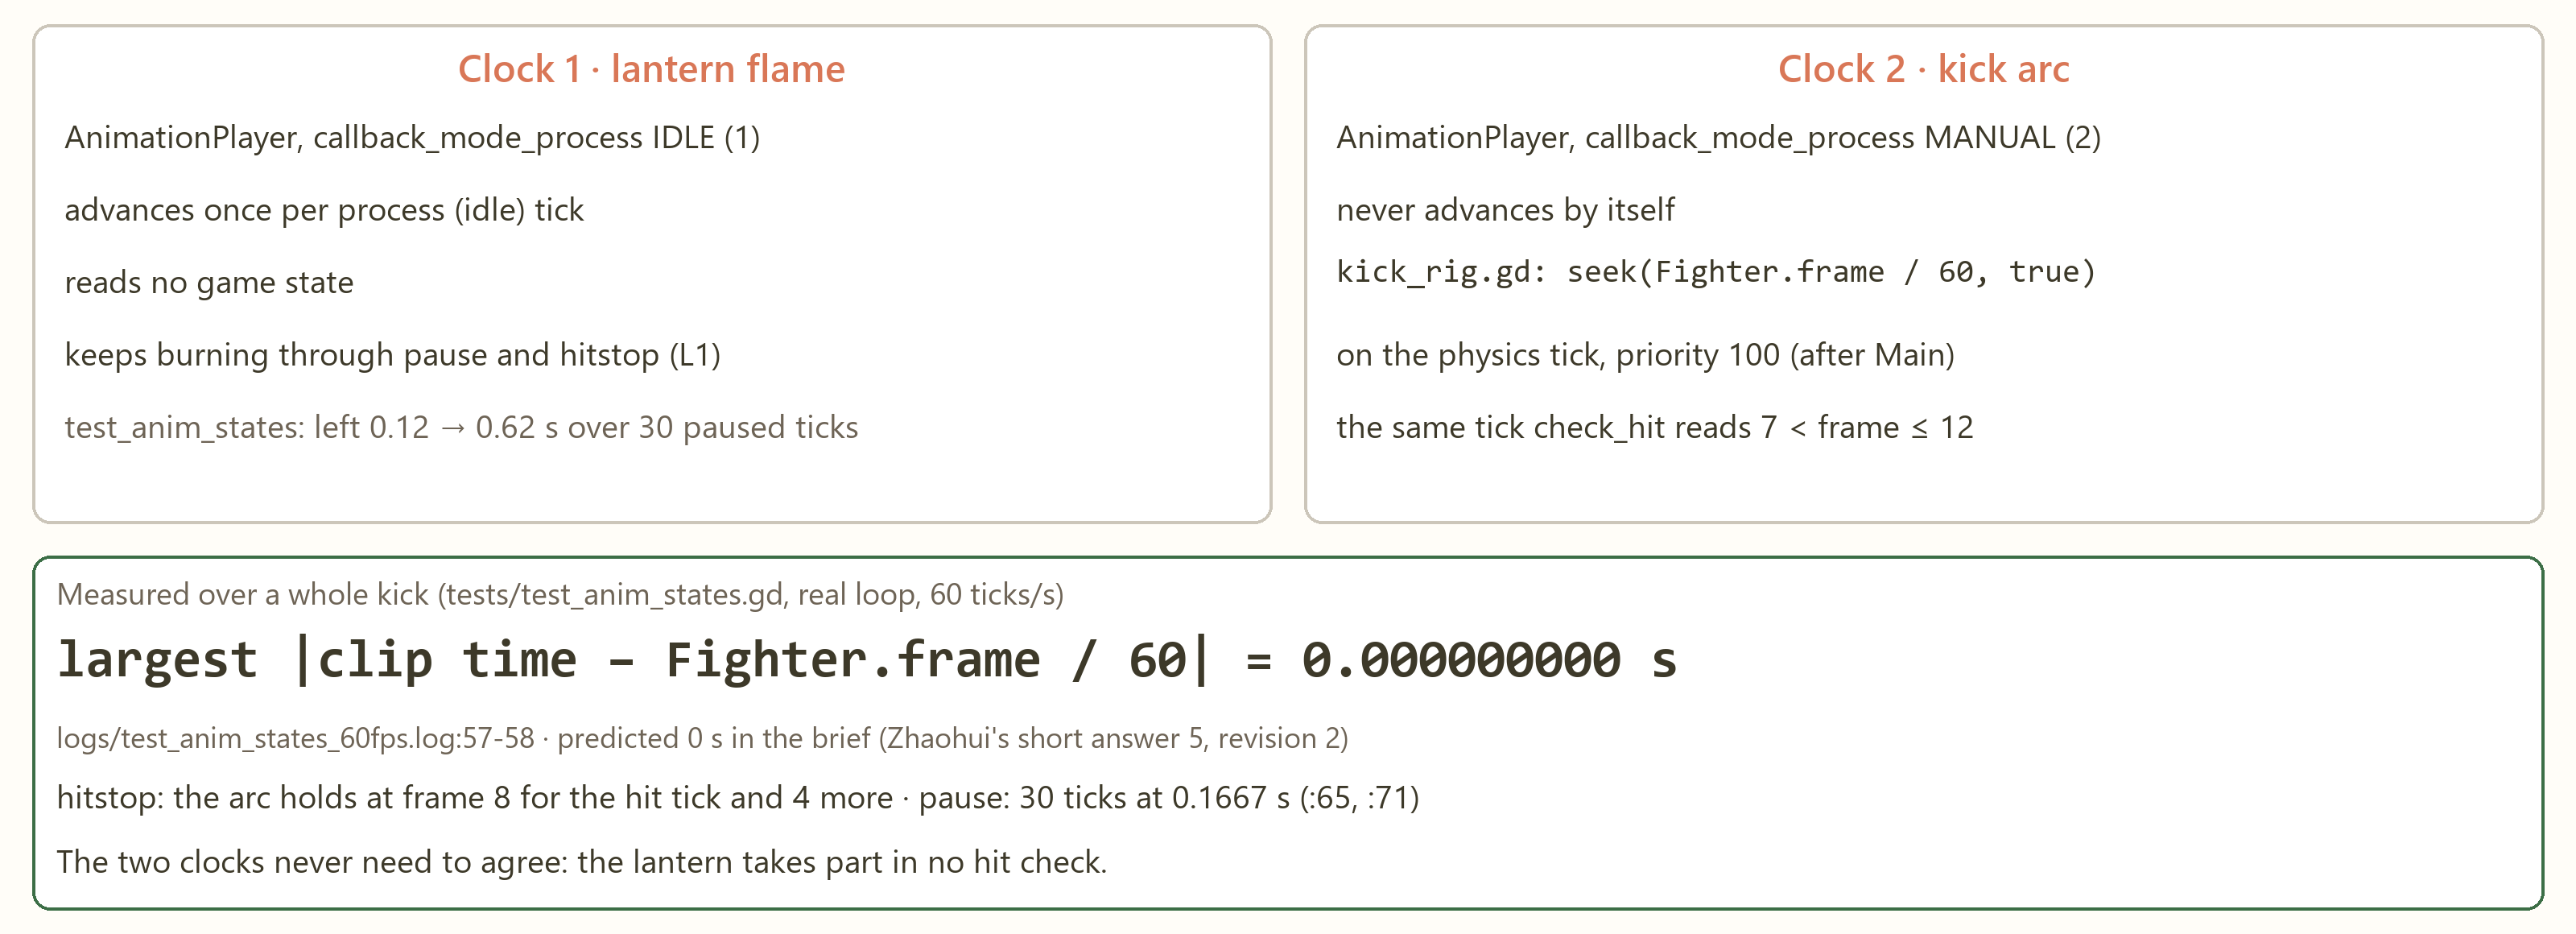 Clock 1 · lantern flame
AnimationPlayer, callback_mode_process IDLE (1)
advances once per process (idle) tick
reads no game state
keeps burning through pause and hitstop (L1)
test_anim_states: left 0.12 → 0.62 s over 30 paused ticks
Clock 2 · kick arc
AnimationPlayer, callback_mode_process MANUAL (2)
never advances by itself
kick_rig.gd: seek(Fighter.frame / 60, true)
on the physics tick, priority 100 (after Main)
the same tick check_hit reads 7 < frame ≤ 12
Measured over a whole kick (tests/test_anim_states.gd, real loop, 60 ticks/s)
largest |clip time − Fighter.frame / 60| = 0.000000000 s
logs/test_anim_states_60fps.log:57-58 · predicted 0 s in the brief (Zhaohui's short answer 5, revision 2)
hitstop: the arc holds at frame 8 for the hit tick and 4 more · pause: 30 ticks at 0.1667 s (:65, :71)
The two clocks never need to agree: the lantern takes part in no hit check.